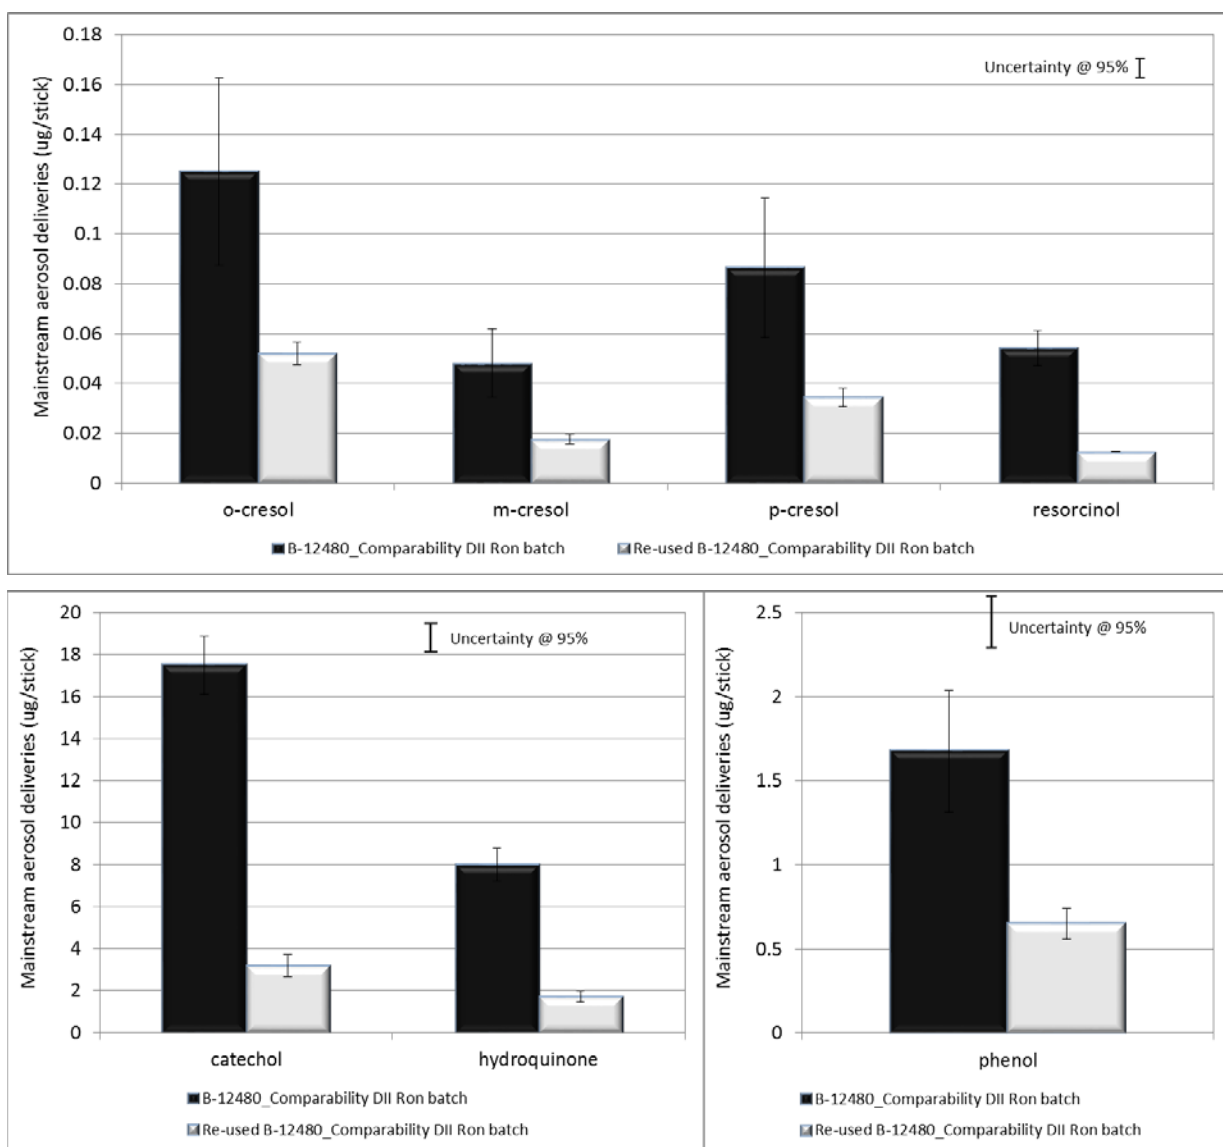 Mainstream aerosol deliveries (ug/stick)
0.18
0.16
0.14
0.12
0.1
0.08
0.06
0.04
0.02
0
Uncertainty @ 95%
o-cresol m-cresol p-cresol resorcinol
B-12480_Comparability DII Ron batch Re-used B-12480_Comparability DII Ron batch
Mainstream aerosol deliveries (ug/stick)
20
18
16
14
12
10
8
6
4
2
0
Uncertainty @ 95%
catechol hydroquinone
B-12480_Comparability DII Ron batch
Re-used B-12480_Comparability DII Ron batch
Mainstream aerosol deliveries (ug/stick)
2.5
2
1.5
1
0.5
0
Uncertainty @ 95%
phenol
B-12480_Comparability DII Ron batch
Re-used B-12480_Comparability DII Ron batch